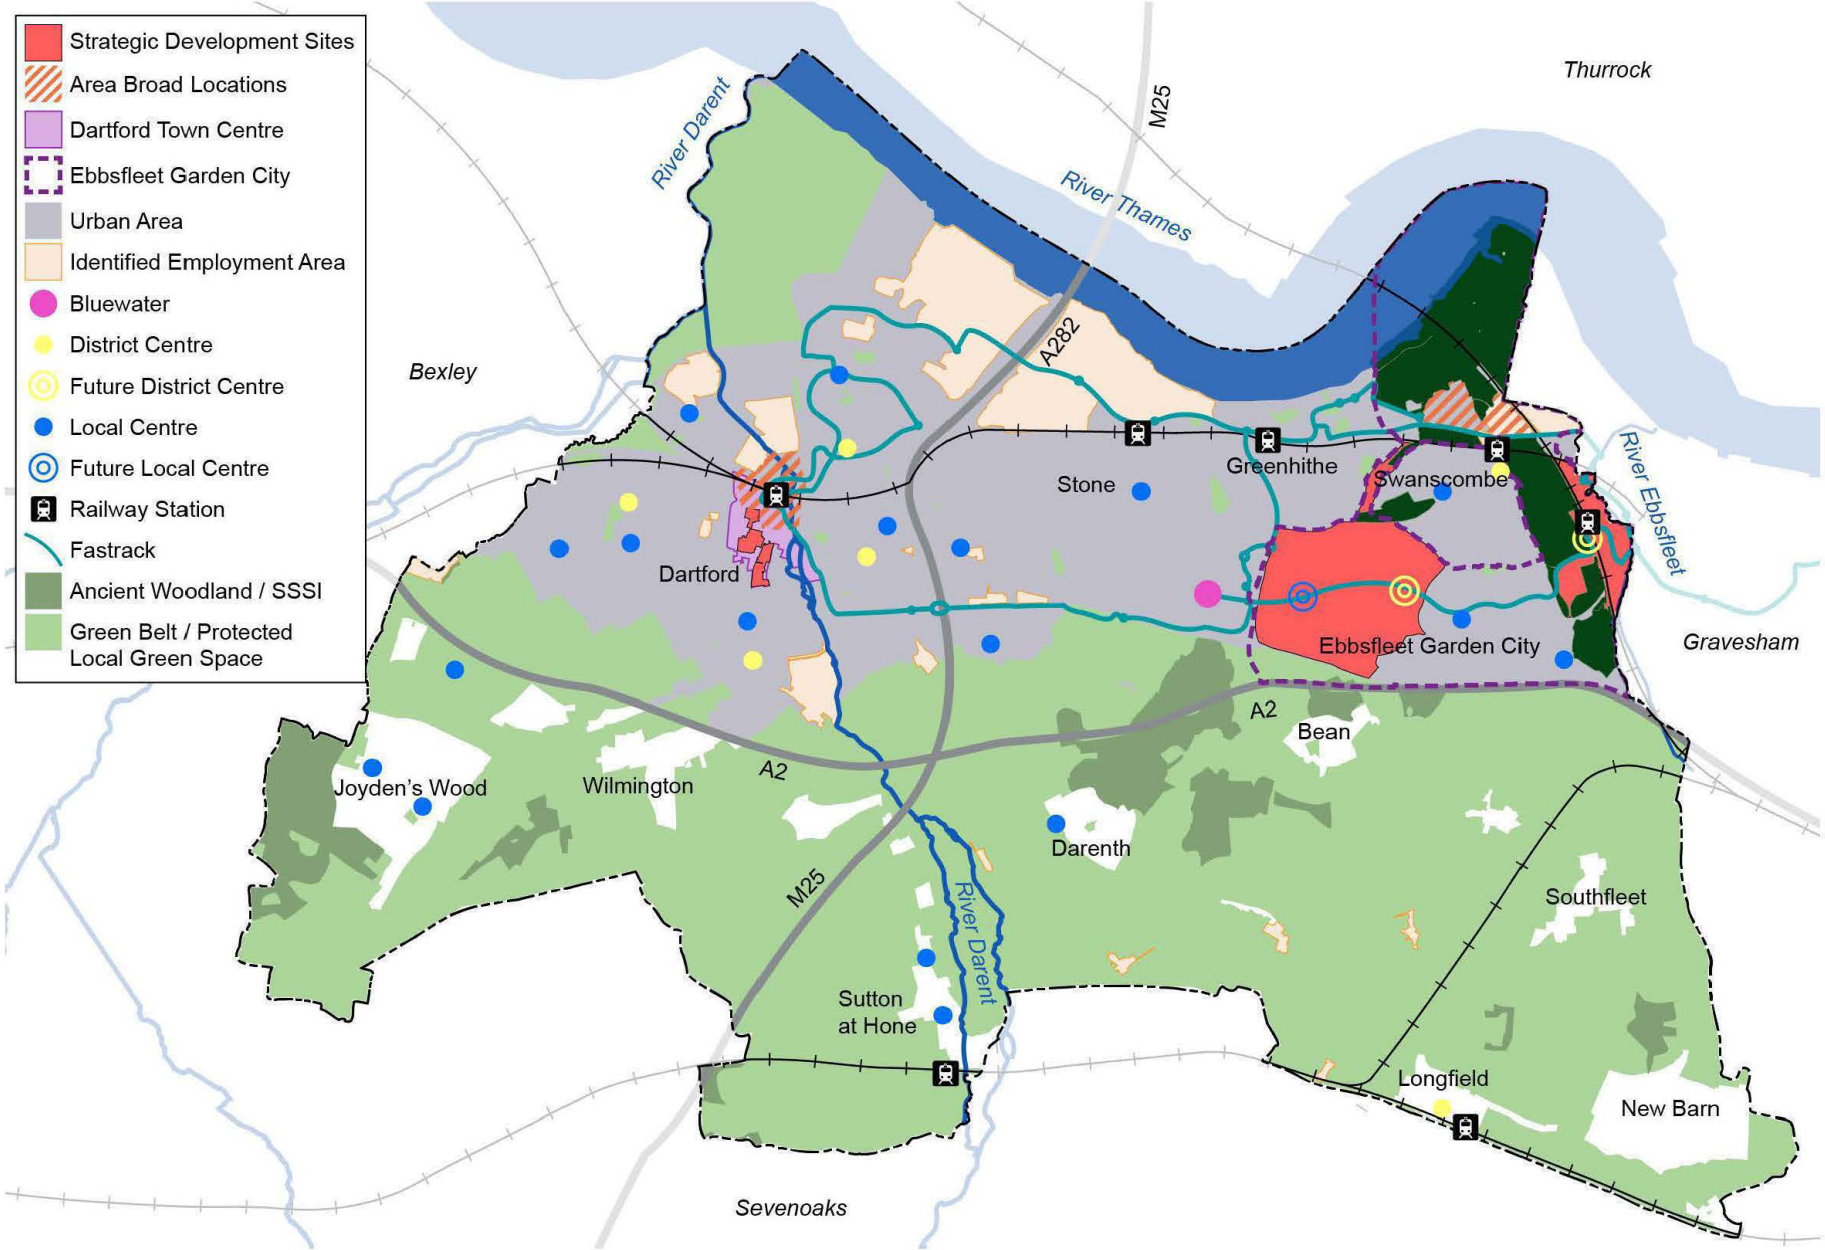 Strategic Development Sites
Area Broad Locations
Dartford Town Centre
Ebbsfleet Garden City
Urban Area
Identified Employment Area
Bluewater
District Centre
Future District Centre
Local Centre
Future Local Centre
Railway Station
Fastrack
Ancient Woodland / SSSI
Green Belt / Protected
Local Green Space
Thurrock
M25
River Darent
River Thames
A282
Bexley
Greenhithe
Stone
Swanscombe
River Ebbsfleet
Dartford
Ebbsfleet Garden City
Gravesham
A2
Bean
A2
Joyden's Wood
Wilmington
Darenth
M25
River Darent
Southfleet
Sutton
at Hone
Longfield
New Barn
Sevenoaks